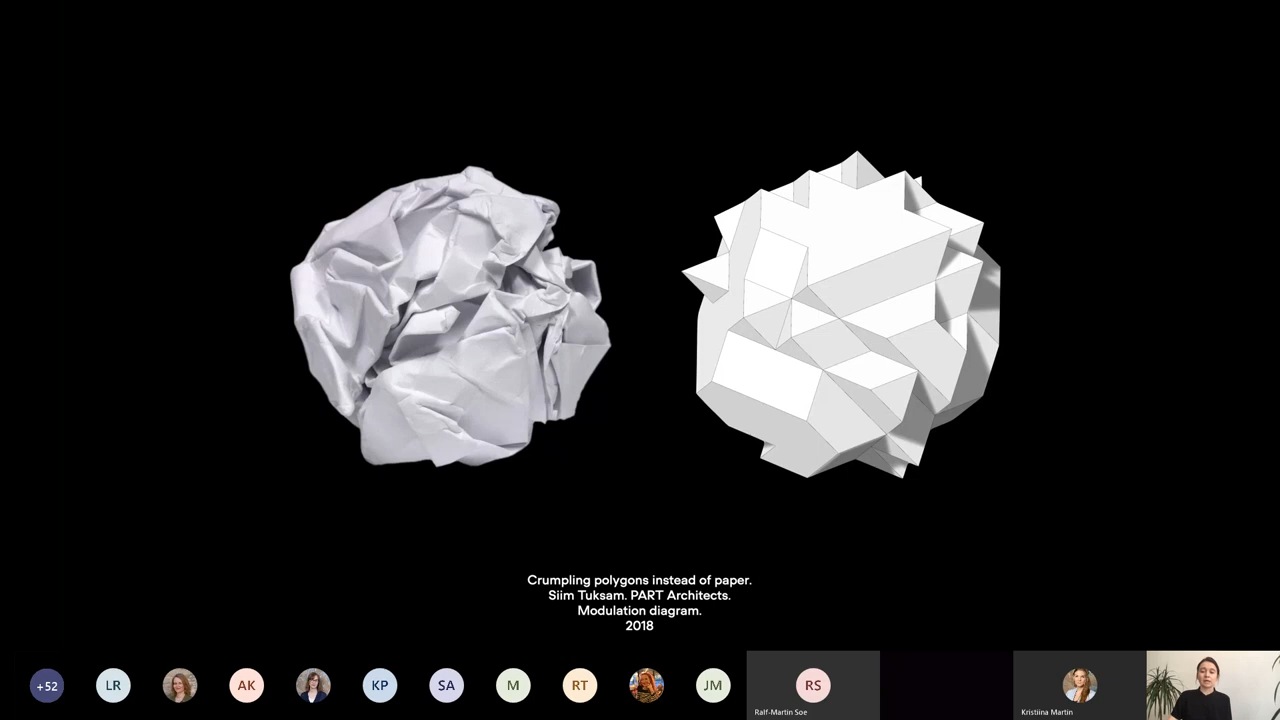 Crumpling polygons instead of paper.
Siim Tuksam. PART Architects.
Modulation diagram.
2018
+52
LR
AK
KP
SA
M
RT
JM
RS
Ralf-Martin Soe
Kristiina Martin